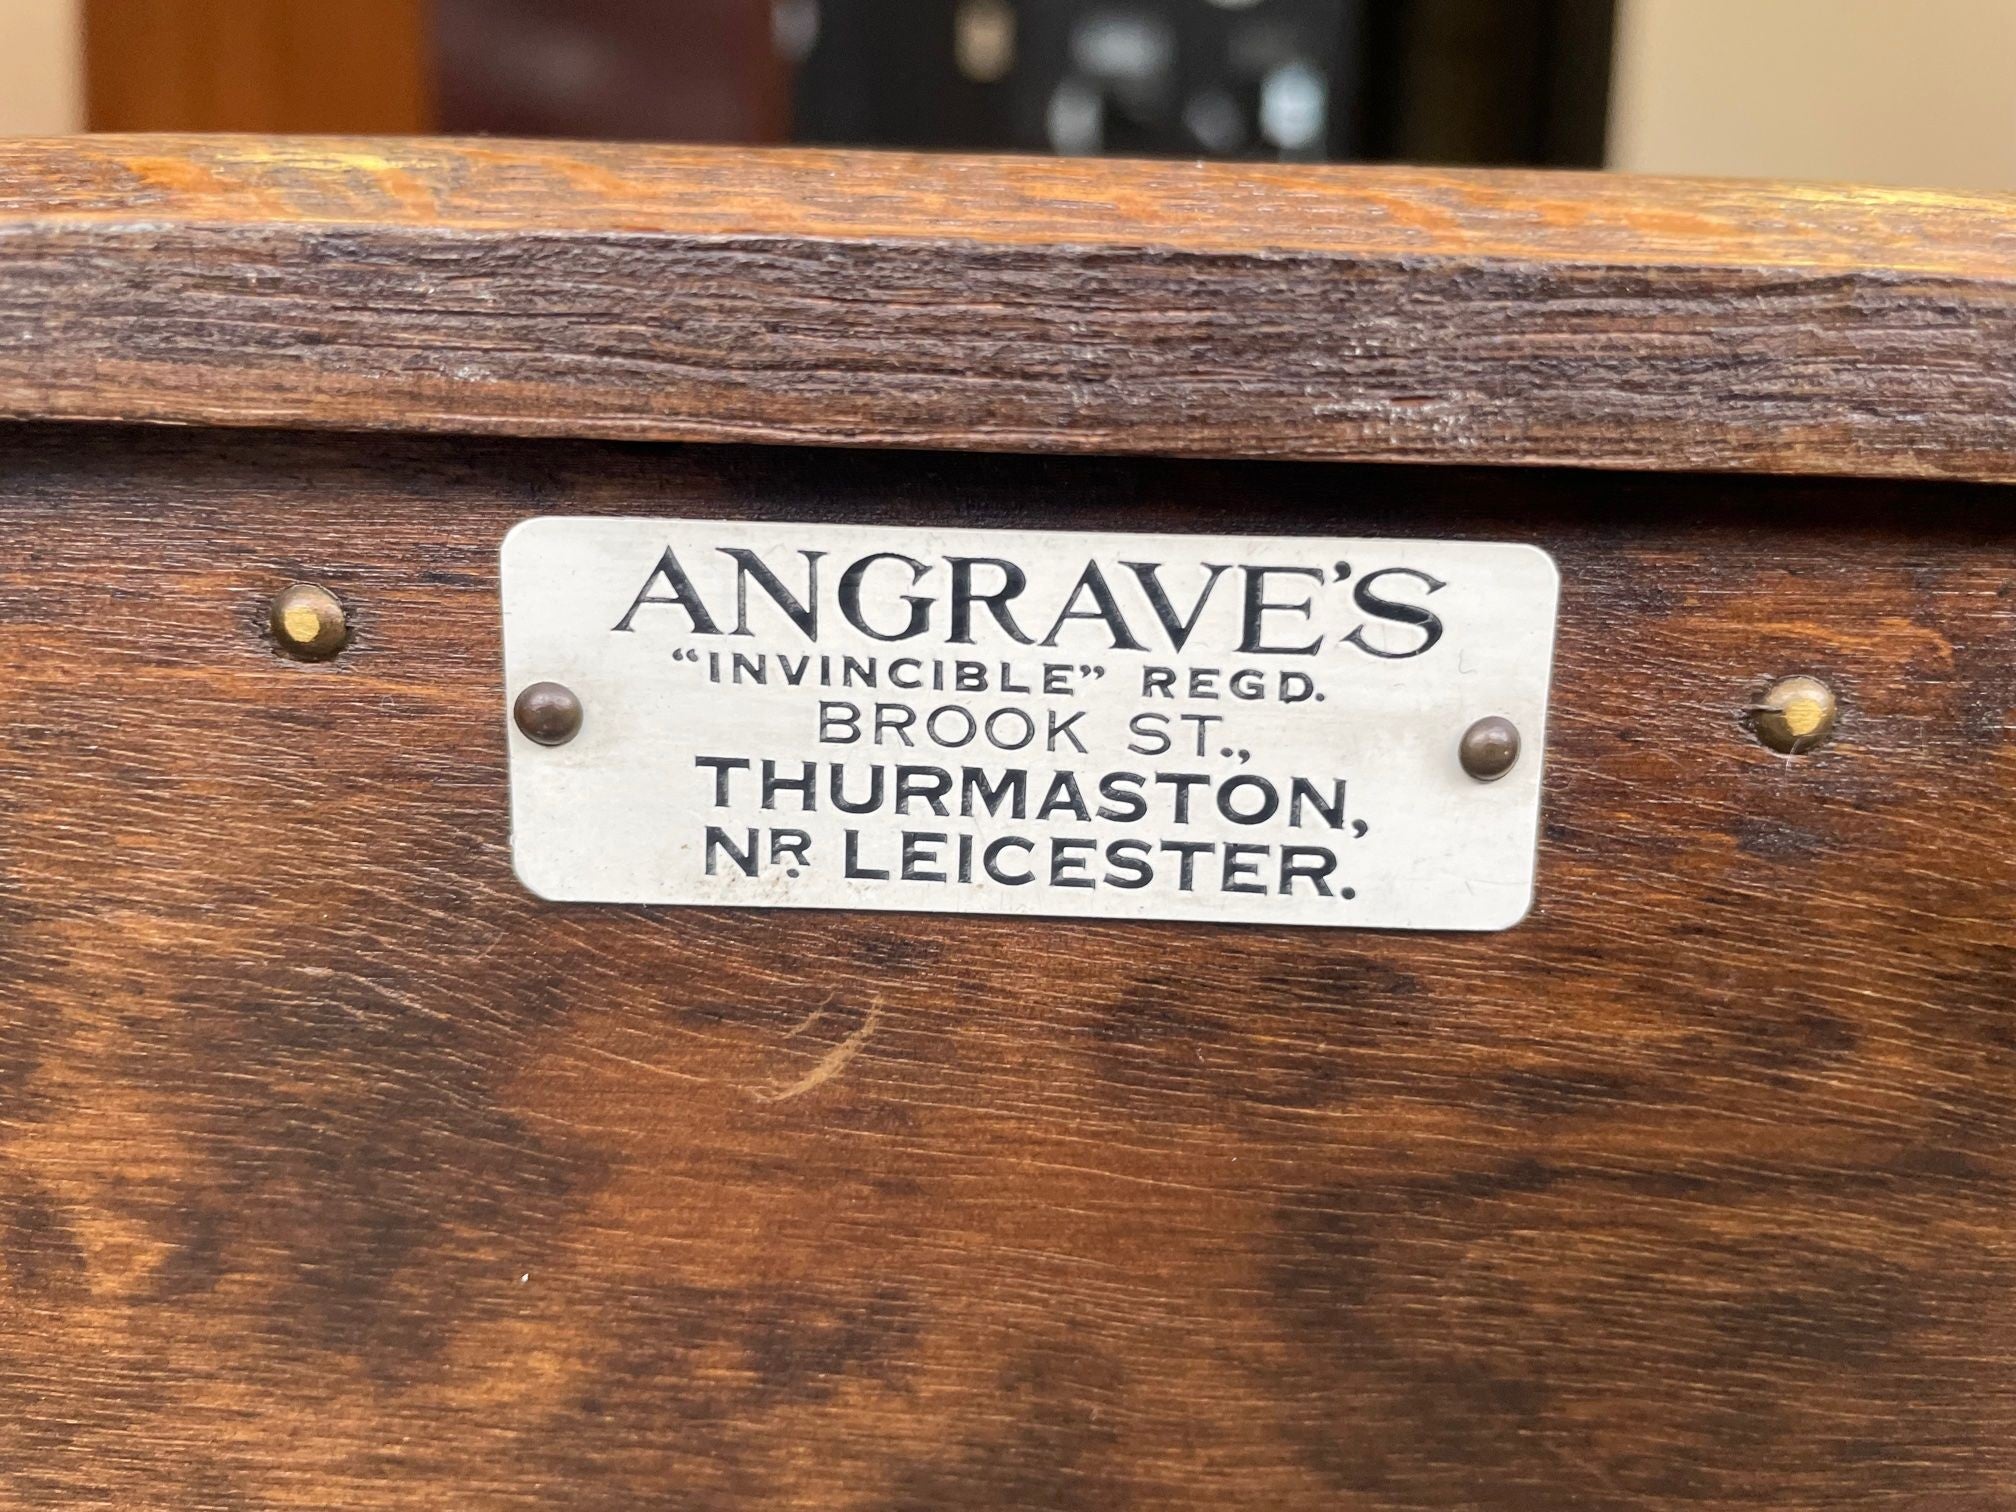 ANGRAVE'S
"INVINCIBLE" REGD.
BROOK ST.,
THURMASTON,
NR. LEICESTER.